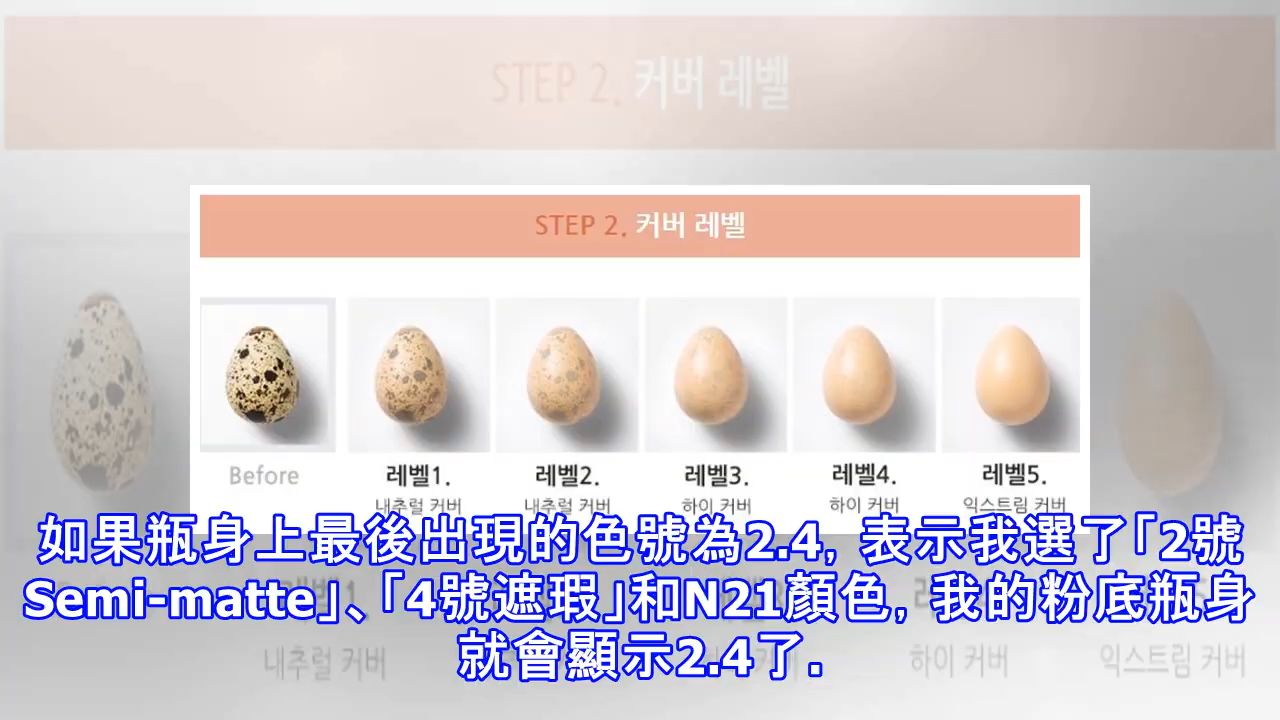 STEP 2. 커버 레벨
STEP 2. 커버 레벨
Before
레벨1.
레벨2.
레벨3.
레벨4.
레벨5.
내추럴 커버
내추럴 커버
하이 커버
하이 커버
익스트림 커버
如果瓶身上最後出現的色號為2.4, 表示我選了「2號
Semi-matte」、「4號遮瑕」和N21顏色, 我的粉底瓶身
就會顯示2.4了.
내추럴 커버
하이 커버
익스트림 커버